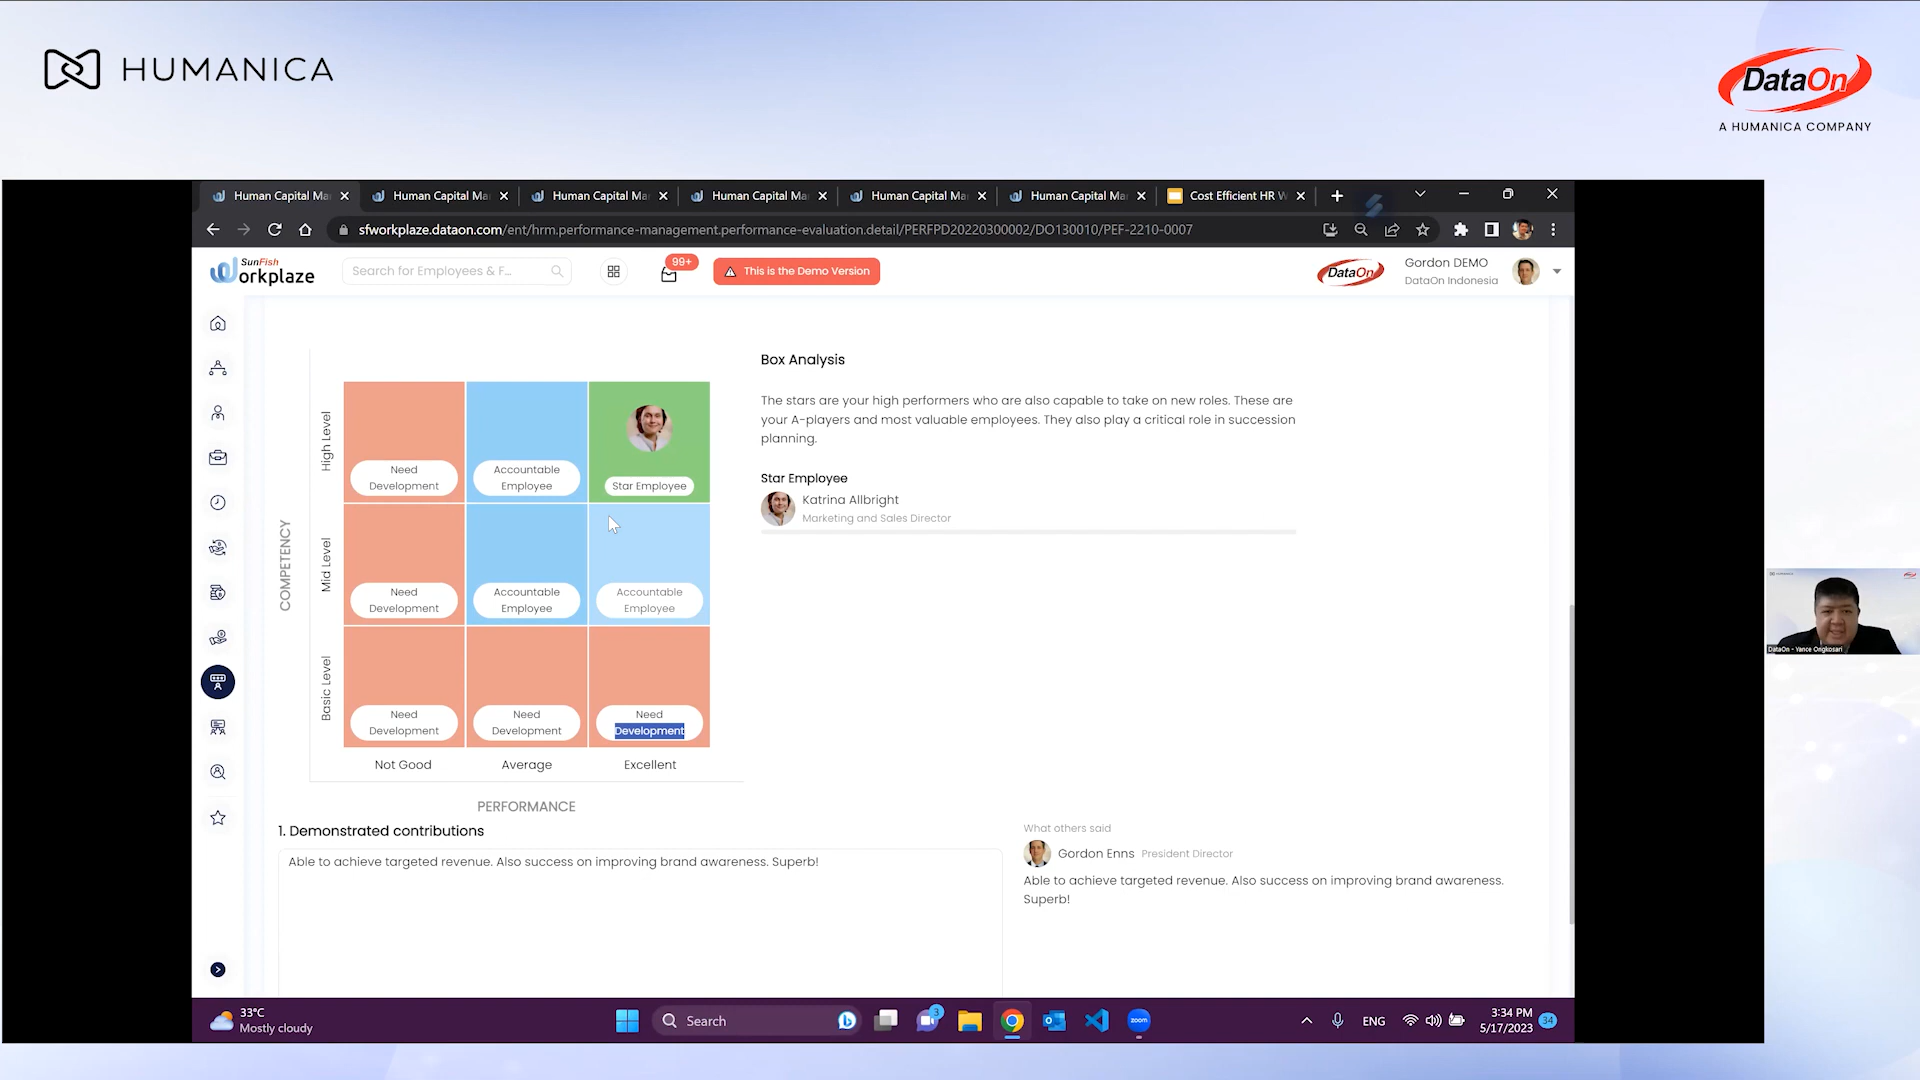 HUMANICA
DataOn
A HUMANICA COMPANY
Human Capital Ma
Human Capital Ma
Human Capital Ma
Human Capital Ma
Human Capital Ma
Human Capital Ma
Cost Efficient HR W
sfworkplaze.dataon.com/ent/hrm.performance-management.performance-evaluation.detail/PERFPD20220300002/DO130010/PEF-2210-0007
SunFish
Workplaze
Search for Employees & F...
99+
This is the Demo Version
DataOn
Gordon DEMO
DataOn Indonesia
COMPETENCY
High Level
Need
Development
Accountable
Employee
Star Employee
Mid Level
Need
Development
Accountable
Employee
Accountable
Employee
Basic Level
Need
Development
Need
Development
Need
Development
Not Good
Average
Excellent
PERFORMANCE
Box Analysis
The stars are your high performers who are also capable to take on new roles. These are
your A-players and most valuable employees. They also play a critical role in succession
planning.
Star Employee
Katrina Allbright
Marketing and Sales Director
1. Demonstrated contributions
Able to achieve targeted revenue. Also success on improving brand awareness. Superb!
What others said
Gordon Enns President Director
Able to achieve targeted revenue. Also success on improving brand awareness.
Superb!
DataOn - Yance Ongkosari
33°C
Mostly cloudy
Search
3
zoom
ENG
3:34 PM
5/17/2023
34